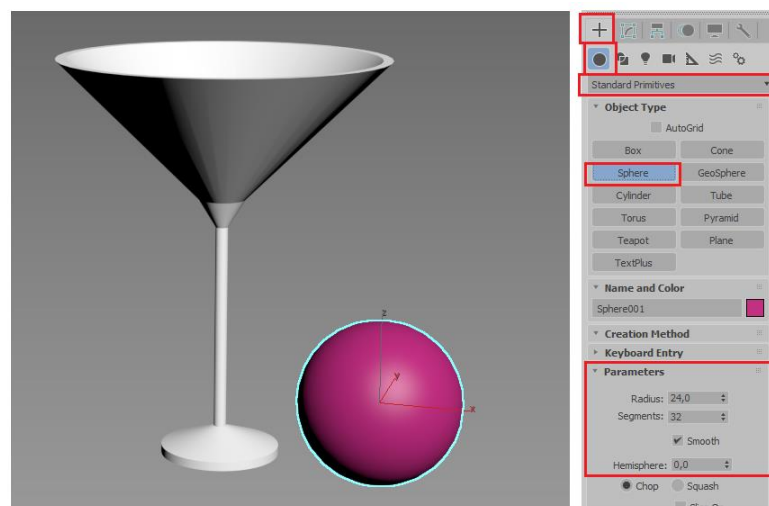 Standard Primitives
Object Type
AutoGrid
Box Cone
Sphere GeoSphere
Cylinder Tube
Torus Pyramid
Teapot Plane
TextPlus
Name and Color
Sphere001
Creation Method
Keyboard Entry
Parameters
Radius: 24,0
Segments: 32
Smooth
Hemisphere: 0,0
Chop Squash
z
y
x